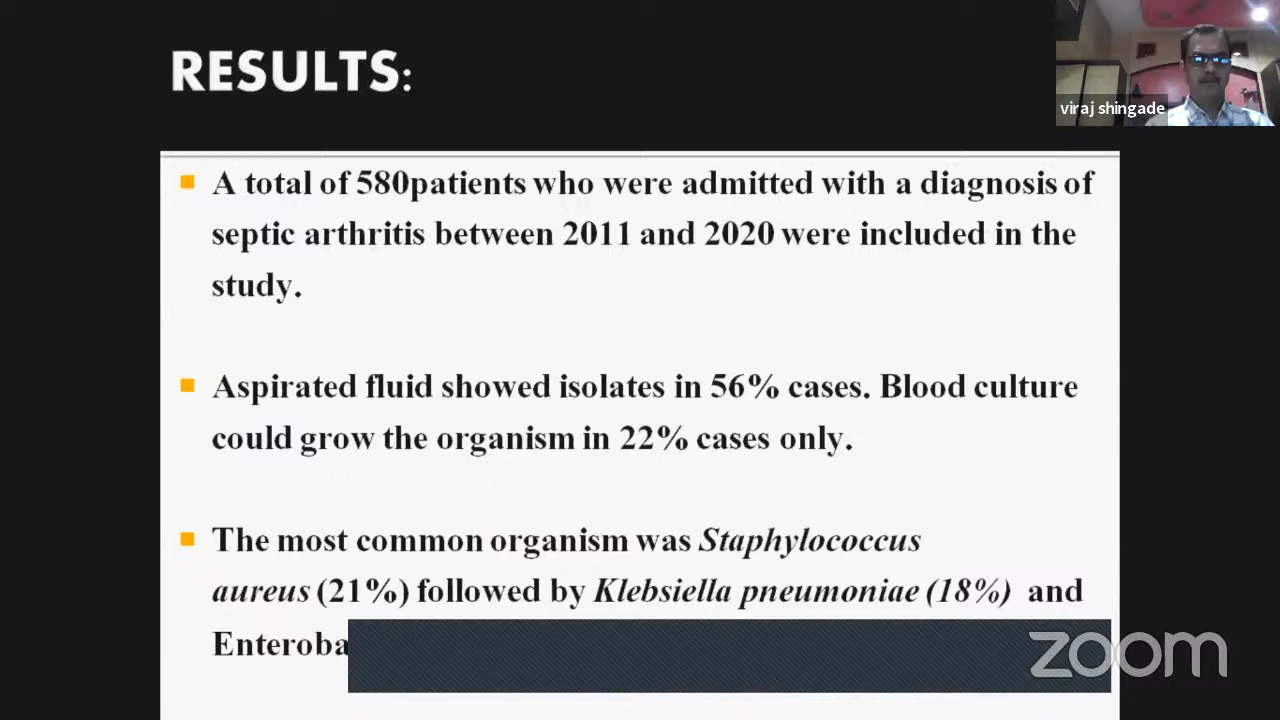 RESULTS:
viraj shingade
A total of 580patients who were admitted with a diagnosis of
septic arthritis between 2011 and 2020 were included in the
study.
Aspirated fluid showed isolates in 56% cases. Blood culture
could grow the organism in 22% cases only.
The most common organism was Staphylococcus
aureus (21%) followed by Klebsiella pneumoniae (18%) and
Enteroba
zoom